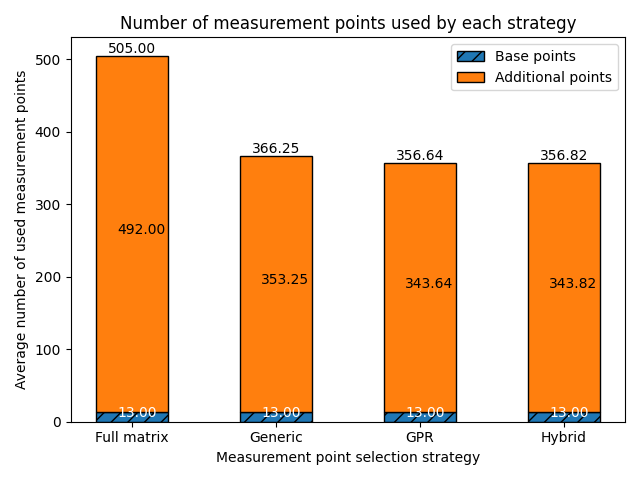 Number of measurement points used by each strategy
Base points
Additional points
Average number of used measurement points
500
400
300
200
100
0
505.00
366.25
356.64
356.82
492.00
353.25
343.64
343.82
13.00
13.00
13.00
13.00
Full matrix
Generic
GPR
Hybrid
Measurement point selection strategy